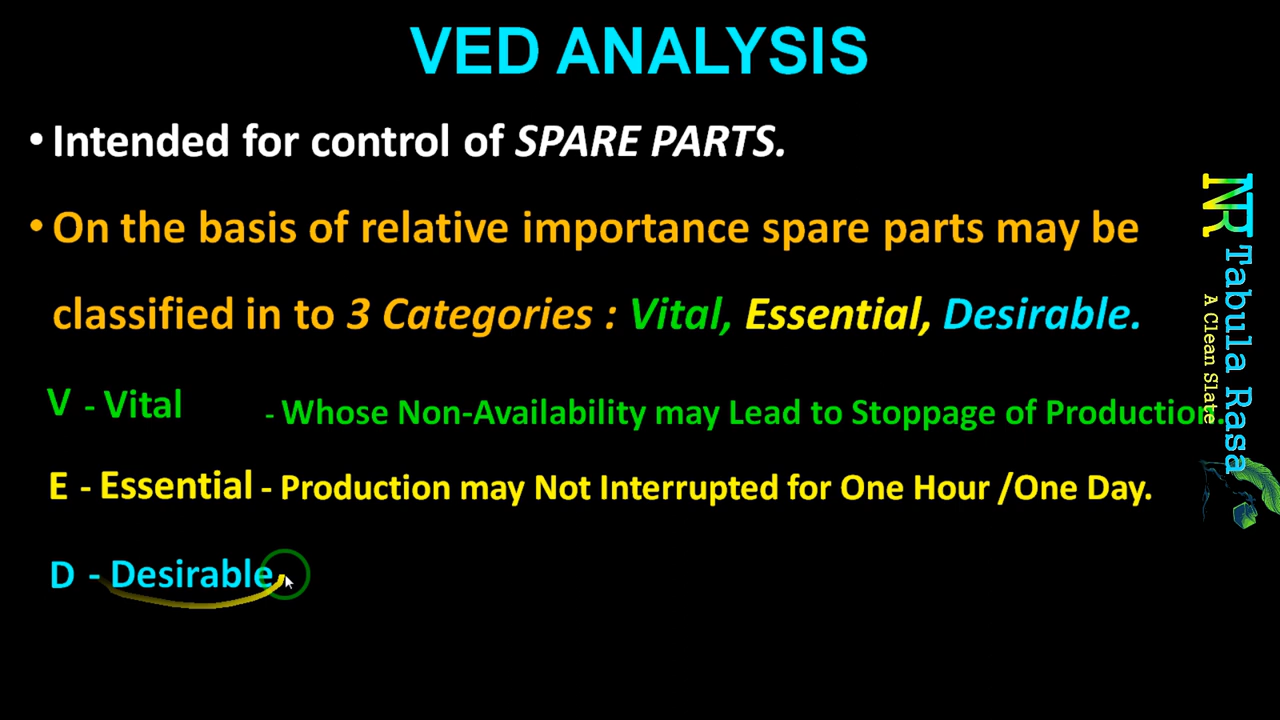 VED ANALYSIS
• Intended for control of SPARE PARTS.
• On the basis of relative importance spare parts may be
classified in to 3 Categories : Vital, Essential, Desirable.
V - Vital - Whose Non-Availability may Lead to Stoppage of Production.
E - Essential - Production may Not Interrupted for One Hour /One Day.
D - Desirable
NR
Tabula Rasa
A Clean Slate